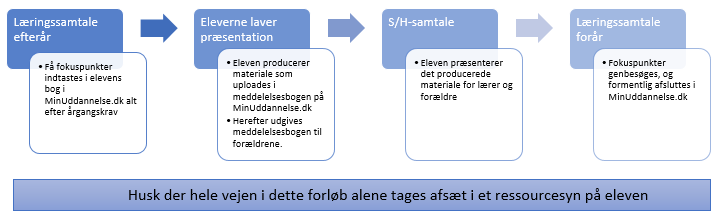 Læringssamtale
efterår
• Få fokuspunkter
indtastes i elevens
bog i
MinUddannelse.dk alt
efter årgangskrav
Eleverne laver
præsentation
• Eleven producerer
materiale som
uploades i
meddelelsesbogen på
MinUddannelse.dk
• Herefter udgives
meddelelsesbogen til
forældrene.
S/H-samtale
• Eleven præsenterer
det producerede
materiale for lærer og
forældre
Læringssamtale
forår
• Fokuspunkter
genbesøges, og
formentlig afsluttes i
MinUddannelse.dk
Husk der hele vejen i dette forløb alene tages afsæt i et ressourcesyn på eleven